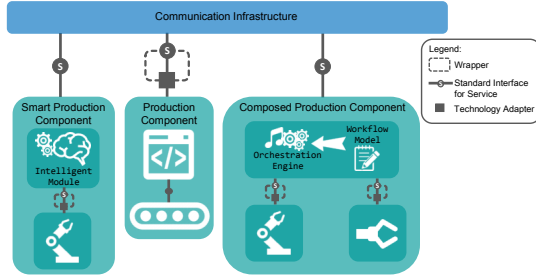 Communication Infrastructure
S
S
S
Legend:
Wrapper
S
Standard Interface
for Service
Technology Adapter
Smart Production
Component
Intelligent
Module
S
Production
Component
</>
Composed Production Component
Workflow
Model
Orchestration
Engine
S
S